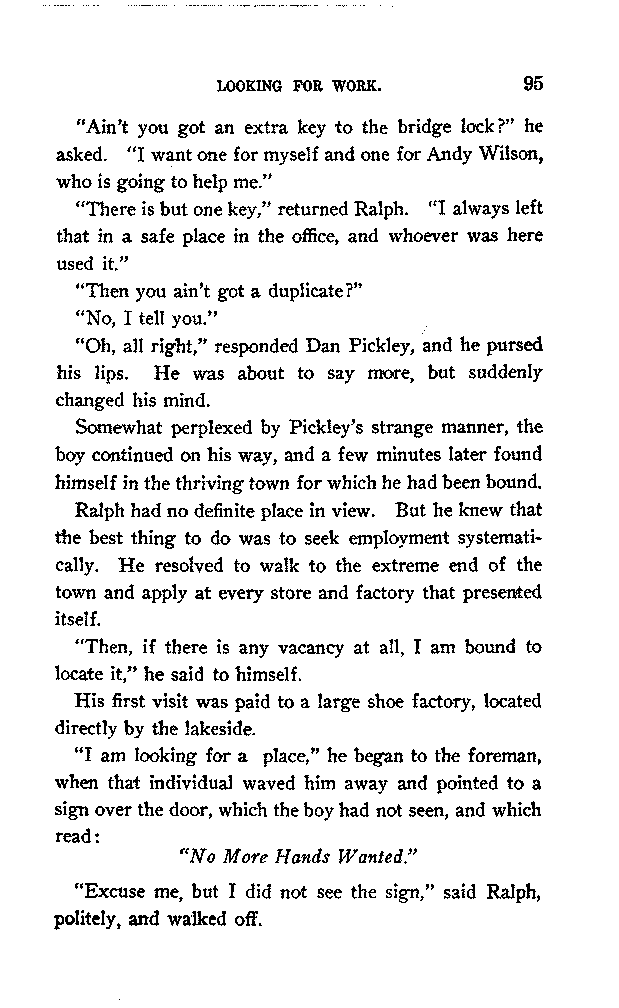 LOOKING FOR WORK. 95
"Ain't you got an extra key to the bridge lock?" he
asked. "I want one for myself and one for Andy Wilson,
who is going to help me."
"There is but one key," returned Ralph. "I always left
that in a safe place in the office, and whoever was here
used it."
"Then you ain't got a duplicate?"
"No, I tell you."
"Oh, all right," responded Dan Pickley, and he pursed
his lips. He was about to say more, but suddenly
changed his mind.
Somewhat perplexed by Pickley's strange manner, the
boy continued on his way, and a few minutes later found
himself in the thriving town for which he had been bound.
Ralph had no definite place in view. But he knew that
the best thing to do was to seek employment systemati-
cally. He resolved to walk to the extreme end of the
town and apply at every store and factory that presented
itself.
"Then, if there is any vacancy at all, I am bound to
locate it," he said to himself.
His first visit was paid to a large shoe factory, located
directly by the lakeside.
"I am looking for a place," he began to the foreman,
when that individual waved him away and pointed to a
sign over the door, which the boy had not seen, and which
read:
"No More Hands Wanted."
"Excuse me, but I did not see the sign," said Ralph,
politely, and walked off.